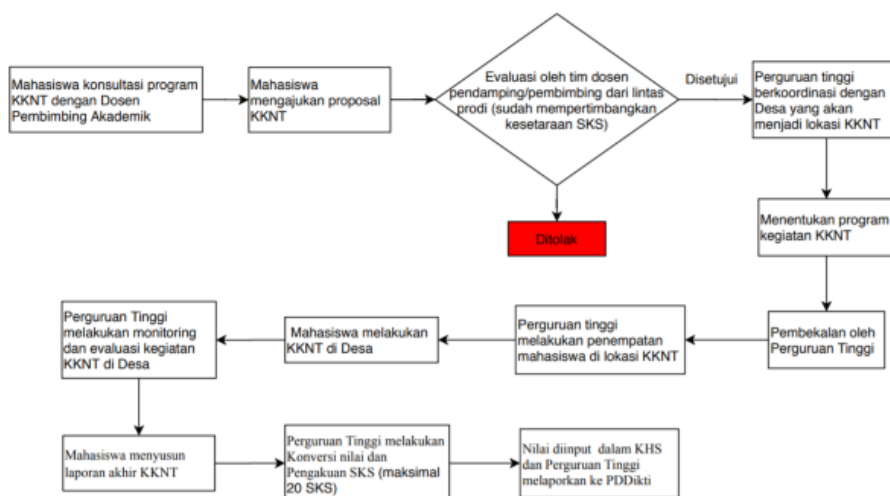 Mahasiswa konsultasi program
KKNT dengan Dosen
Pembimbing Akademik
Mahasiswa
mengajukan proposal
KKNT
Evaluasi oleh tim dosen
pendamping/pembimbing dari lintas
prodi (sudah mempertimbangkan
kesetaraan SKS)
Disetujui
Perguruan tinggi
berkoordinasi dengan
Desa yang akan
menjadi lokasi KKNT
Ditolak
Menentukan program
kegiatan KKNT
Pembekalan oleh
Perguruan Tinggi
Perguruan tinggi
melakukan penempatan
mahasiswa di lokasi KKNT
Mahasiswa melakukan
KKNT di Desa
Perguruan Tinggi
melakukan monitoring
dan evaluasi kegiatan
KKNT di Desa
Mahasiswa menyusun
laporan akhir KKNT
Perguruan Tinggi melakukan
Konversi nilai dan
Pengakuan SKS (maksimal
20 SKS)
Nilai diinput dalam KHS
dan Perguruan Tinggi
melaporkan ke PDDikti